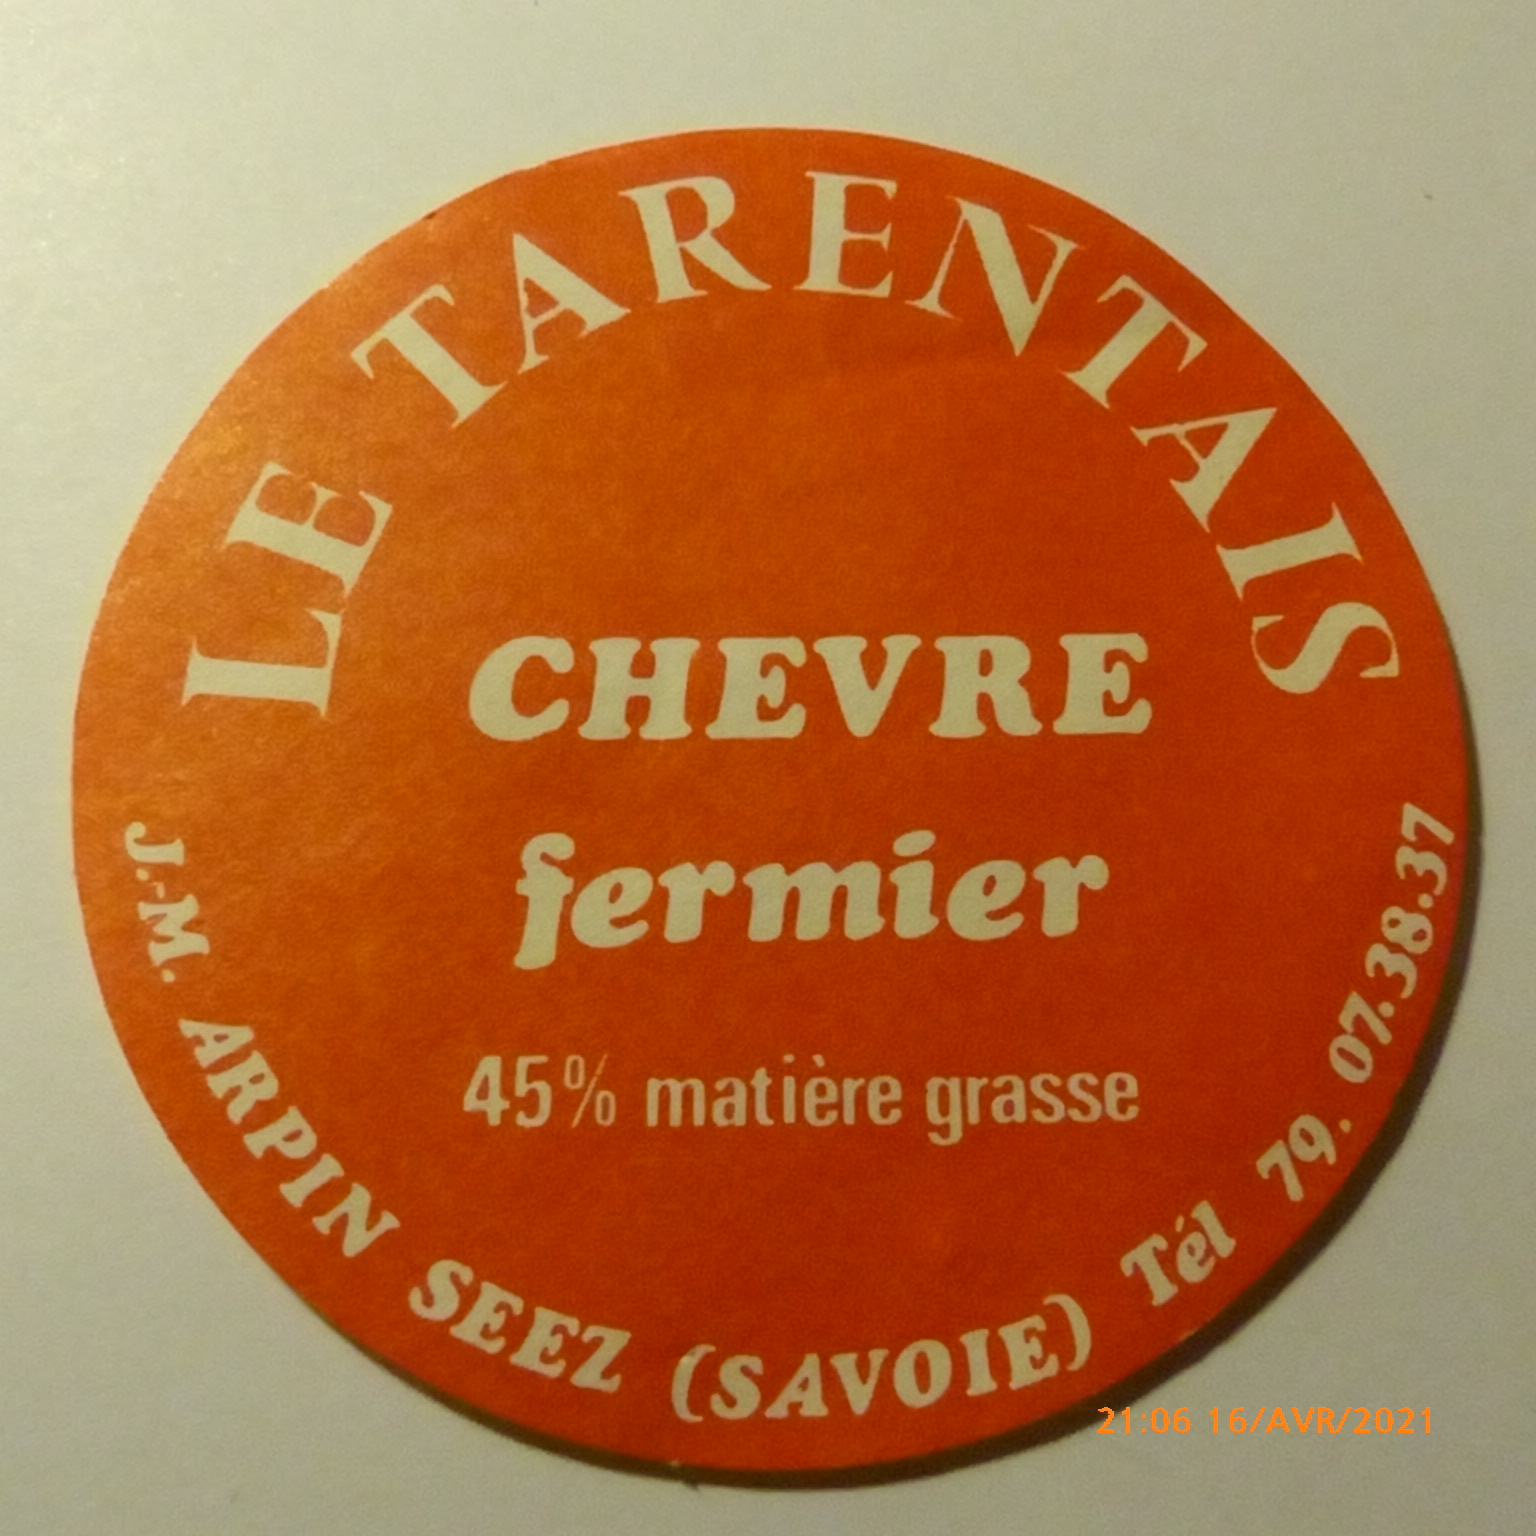 LE TARENTAIS
CHEVRE
fermier
45% matière grasse
J.-M. ARPIN SEEZ (SAVOIE) Tél 79. 07.38.37
21:06 16/AVR/2021